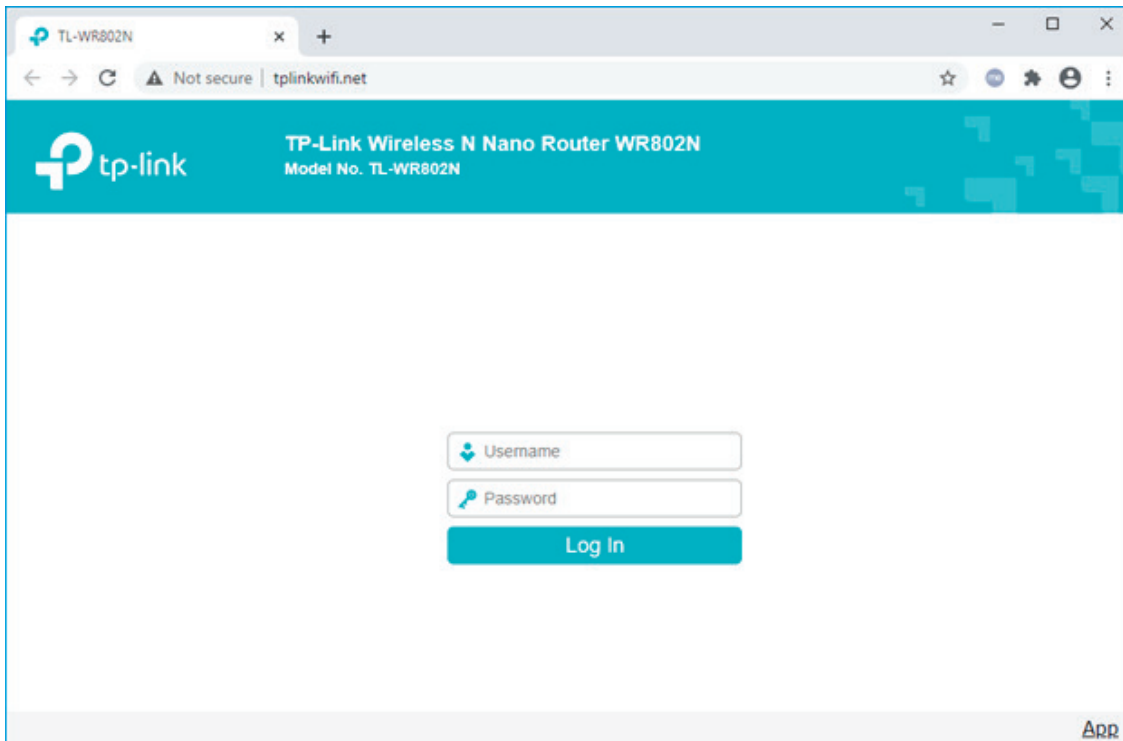 TL-WR802N
Not secure | tplinkwifi.net
tp-link
TP-Link Wireless N Nano Router WR802N
Model No. TL-WR802N
Username
Password
Log In
App